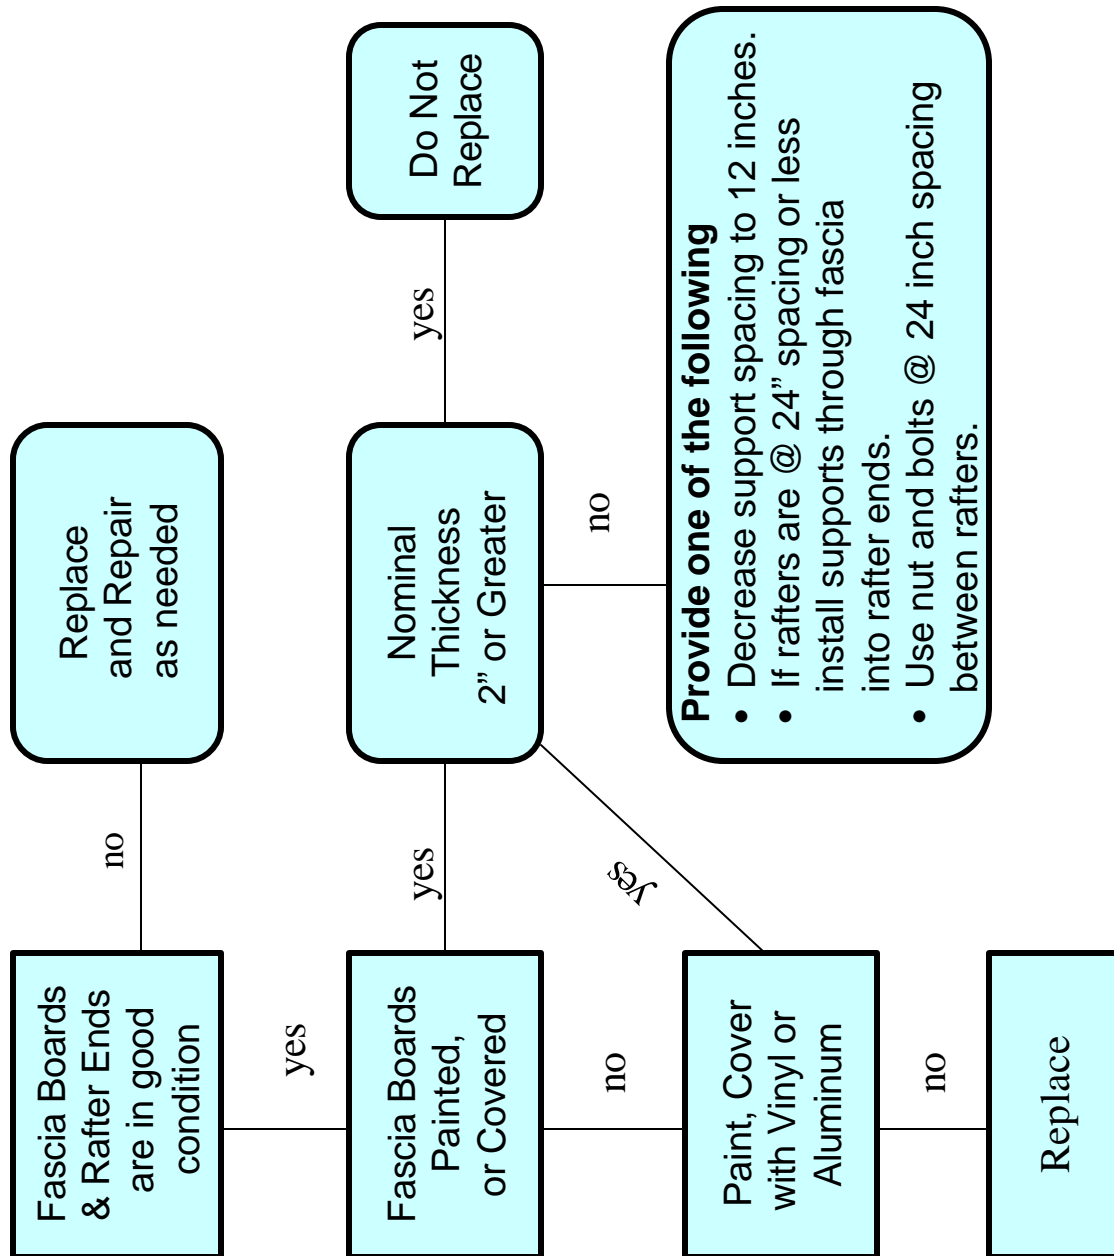 Fascia Boards
& Rafter Ends
are in good
condition
no
Replace
and Repair
as needed
yes
Fascia Boards
Painted,
or Covered
yes
Nominal
Thickness
2” or Greater
yes
Do Not
Replace
no
yes
no
Paint, Cover
with Vinyl or
Aluminum
Provide one of the following
• Decrease support spacing to 12 inches.
• If rafters are @ 24” spacing or less
install supports through fascia
into rafter ends.
• Use nut and bolts @ 24 inch spacing
between rafters.
no
Replace